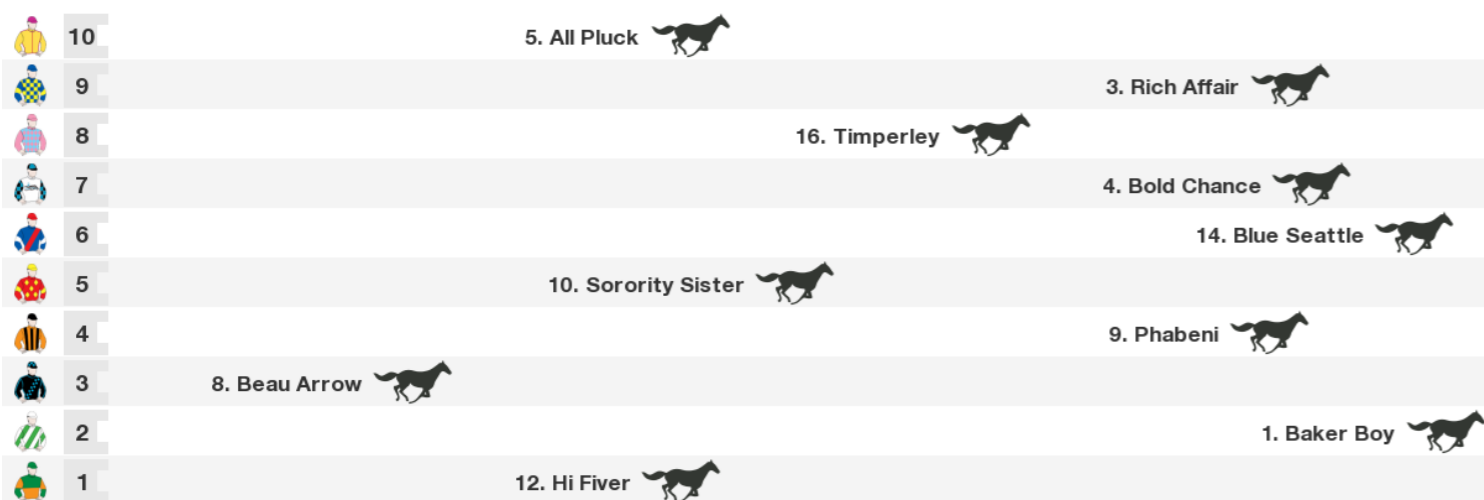 10 5. All Pluck
9 3. Rich Affair
8 16. Timperley
7 4. Bold Chance
6 14. Blue Seattle
5 10. Sorority Sister
4 9. Phabeni
3 8. Beau Arrow
2 1. Baker Boy
1 12. Hi Fiver